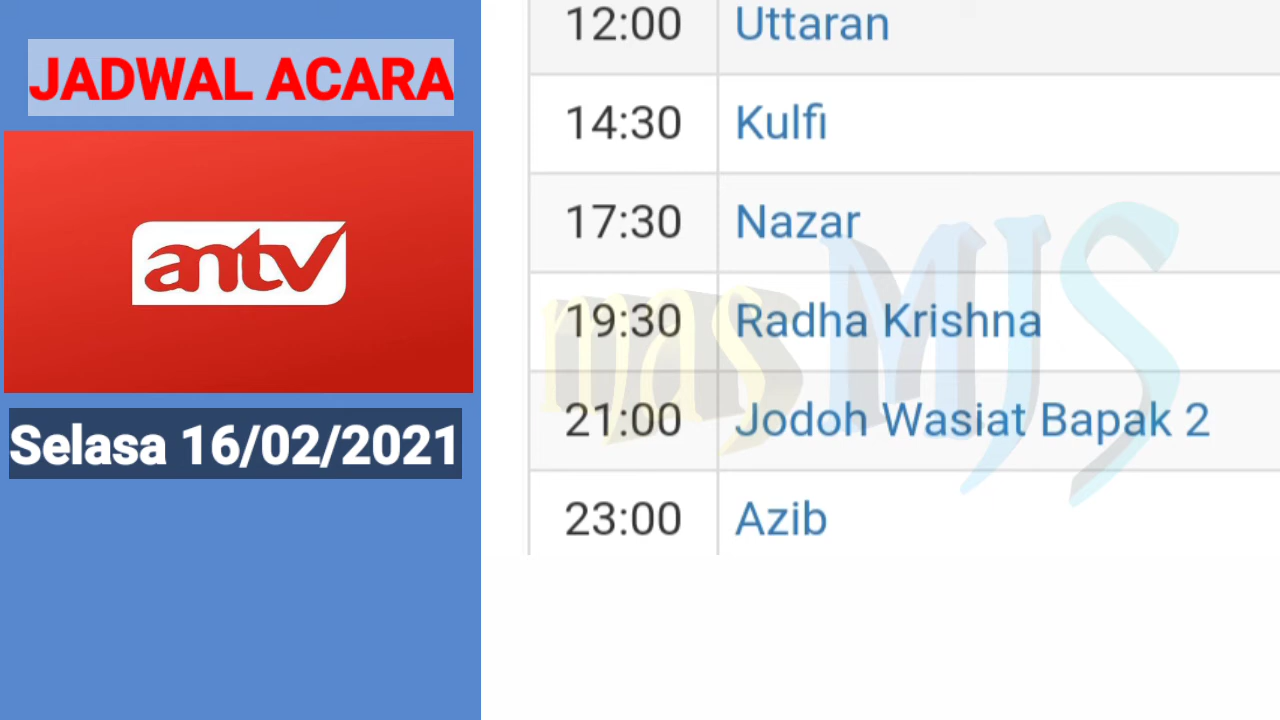 JADWAL ACARA
antv
Selasa 16/02/2021
12:00 Uttaran
14:30 Kulfi
17:30 Nazar
19:30 Radha Krishna
21:00 Jodoh Wasiat Bapak 2
23:00 Azib
mas MJS